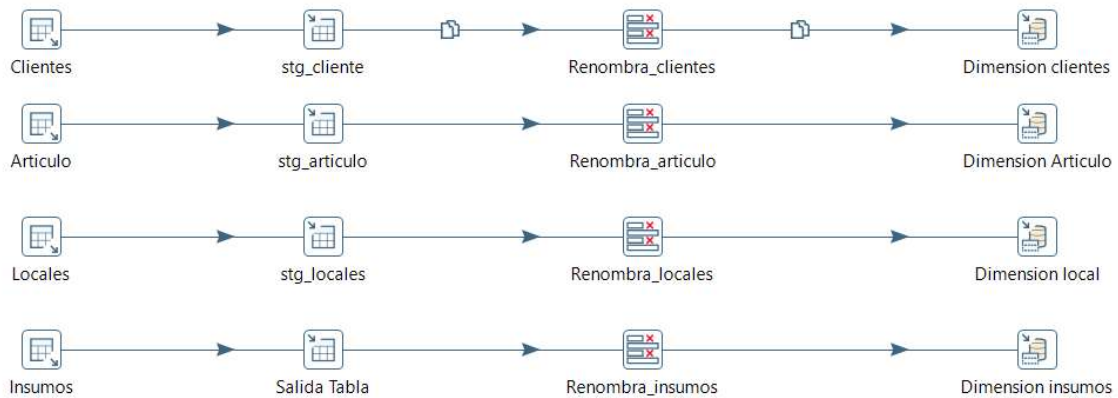 Clientes
stg_cliente
Renombra_clientes
Dimension clientes
Articulo
stg_articulo
Renombra_articulo
Dimension Articulo
Locales
stg_locales
Renombra_locales
Dimension local
Insumos
Salida Tabla
Renombra_insumos
Dimension insumos